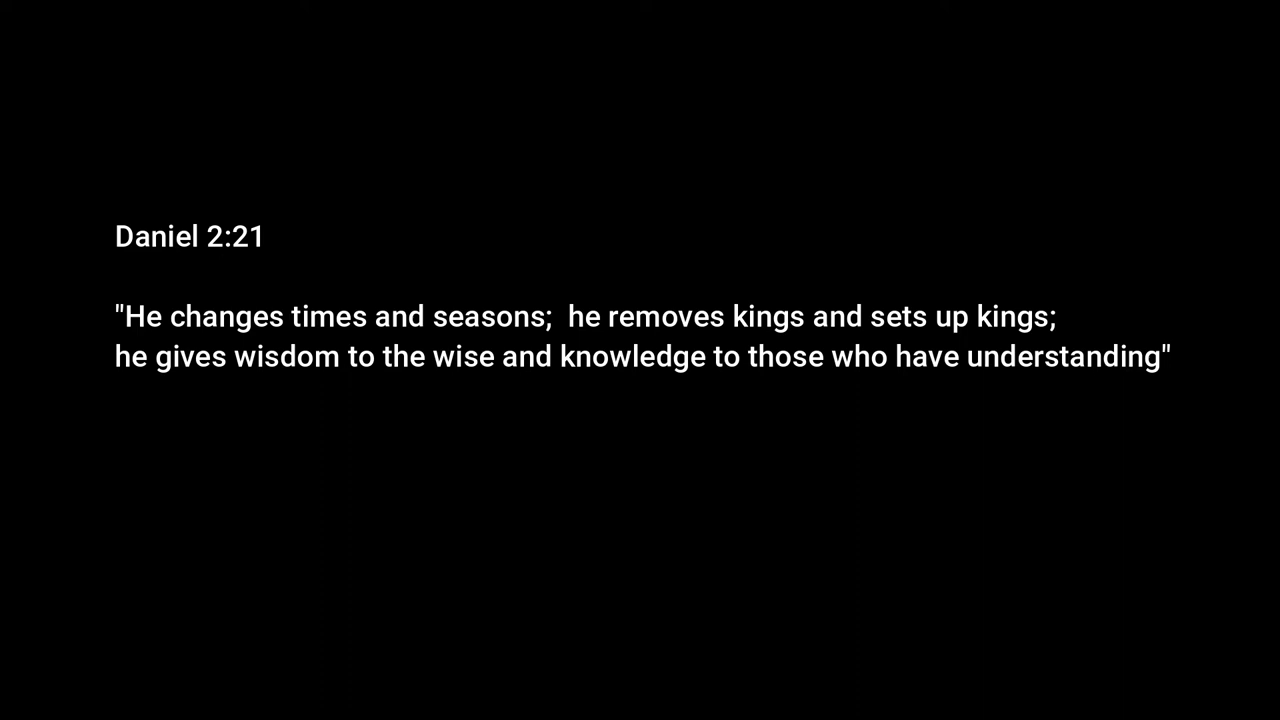 Daniel 2:21
"He changes times and seasons;  he removes kings and sets up kings;
he gives wisdom to the wise and knowledge to those who have understanding"